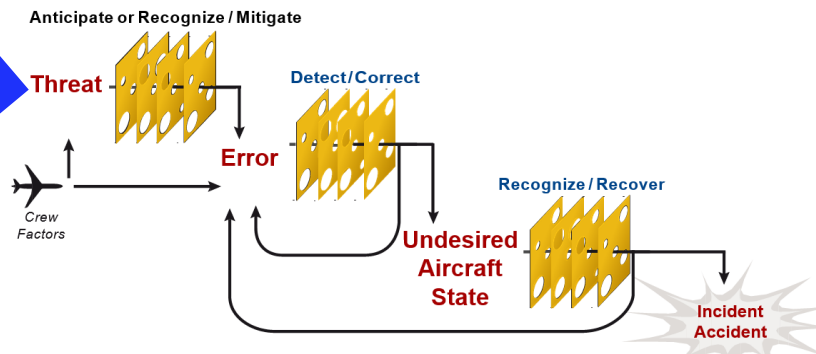 Anticipate or Recognize / Mitigate
Threat
Detect / Correct
Error
Crew
Factors
Recognize / Recover
Undesired
Aircraft
State
Incident
Accident